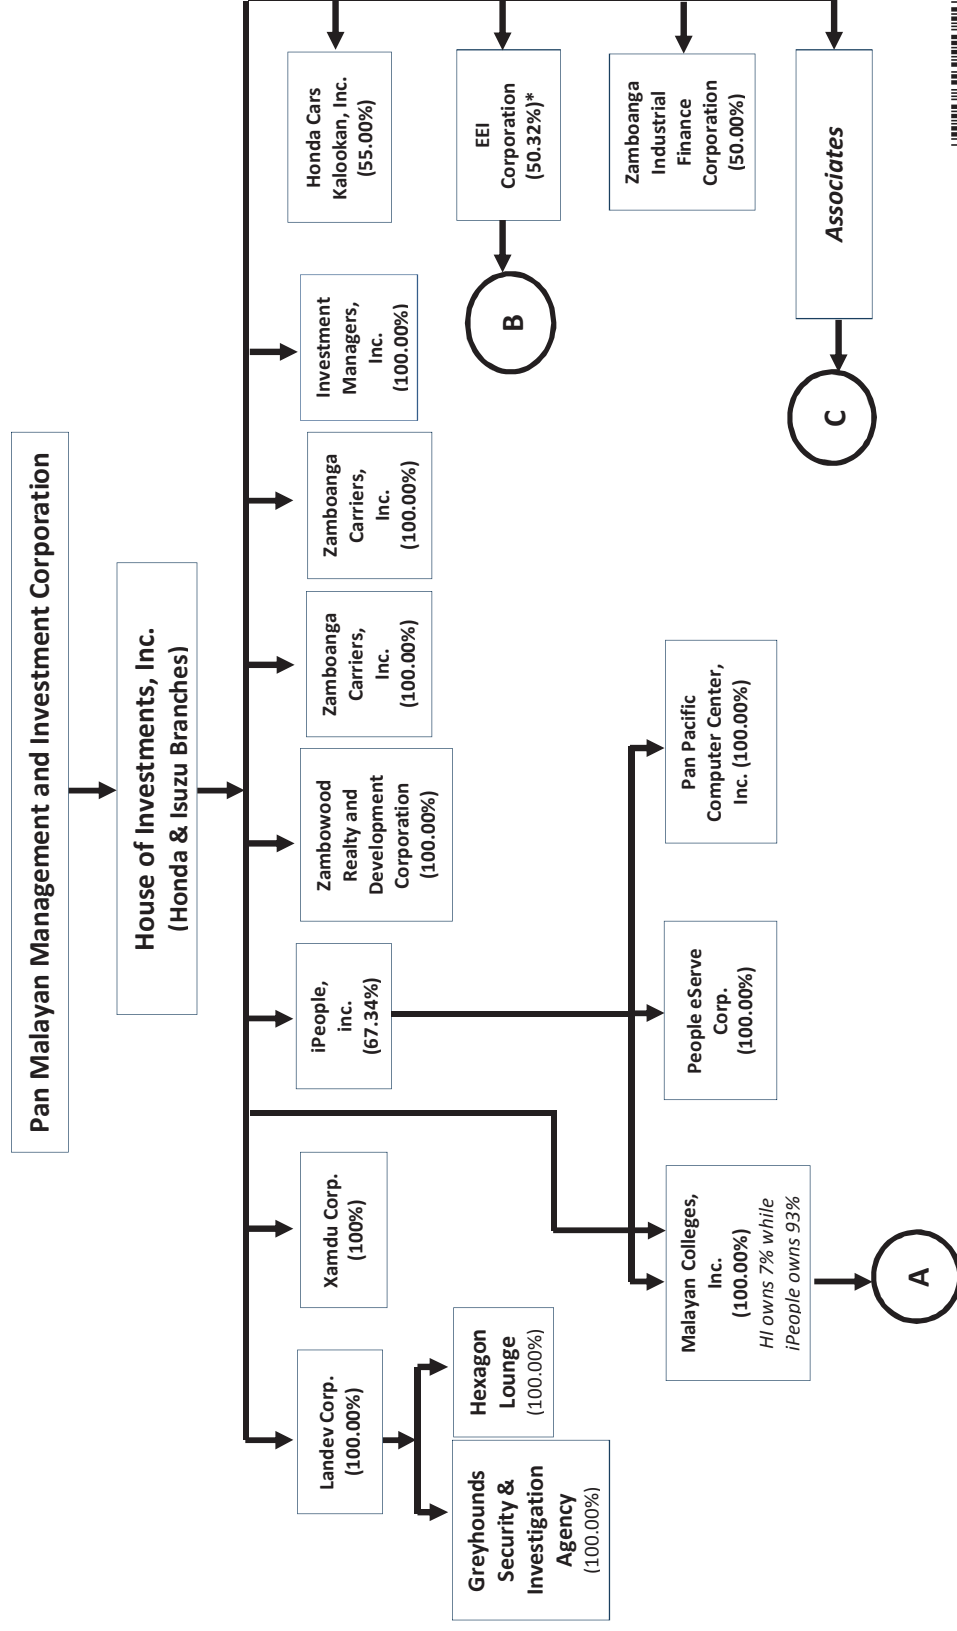 Pan Malayan Management and Investment Corporation
House of Investments, Inc.
(Honda & Isuzu Branches)
Landev Corp.
(100.00%)
Xamdu Corp.
(100%)
iPeople,
inc.
(67.34%)
Zambowood
Realty and
Development
Corporation
(100.00%)
Zamboanga
Carriers,
Inc.
(100.00%)
Zamboanga
Carriers,
Inc.
(100.00%)
Investment
Managers,
Inc.
(100.00%)
Honda Cars
Kalookan, Inc.
(55.00%)
Greyhounds
Security &
Investigation
Agency
(100.00%)
Hexagon
Lounge
(100.00%)
B
EEI
Corporation
(50.32%)*
Zamboanga
Industrial
Finance
Corporation
(50.00%)
Malayan Colleges,
Inc.
(100.00%)
HI owns 7% while
iPeople owns 93%
People eServe
Corp.
(100.00%)
Pan Pacific
Computer Center,
Inc. (100.00%)
C
Associates
A